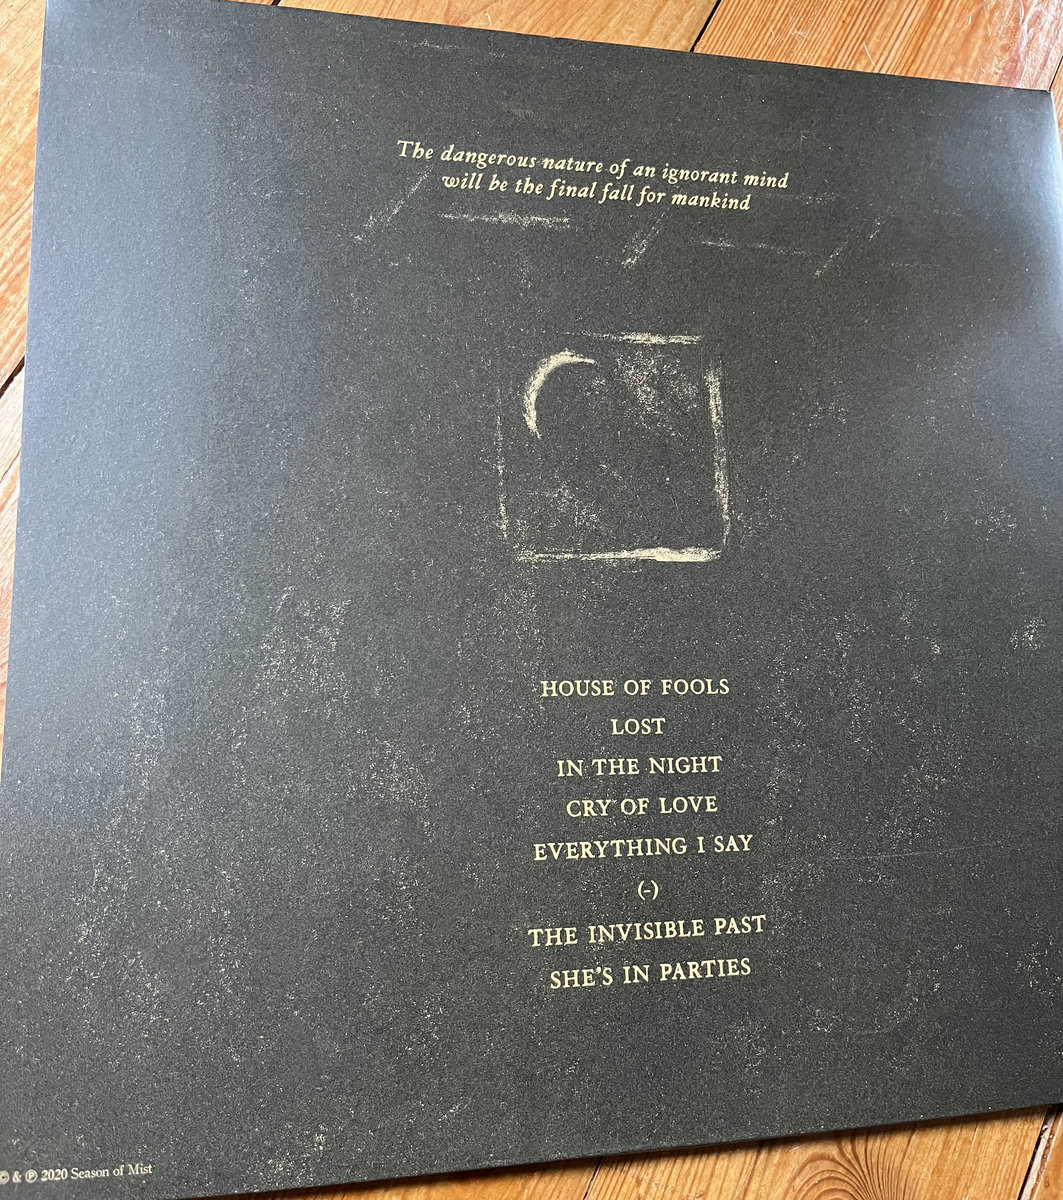 The dangerous nature of an ignorant mind
will be the final fall for mankind
HOUSE OF FOOLS
LOST
IN THE NIGHT
CRY OF LOVE
EVERYTHING I SAY
(-)
THE INVISIBLE PAST
SHE'S IN PARTIES
© & ℗ 2020 Season of Mist